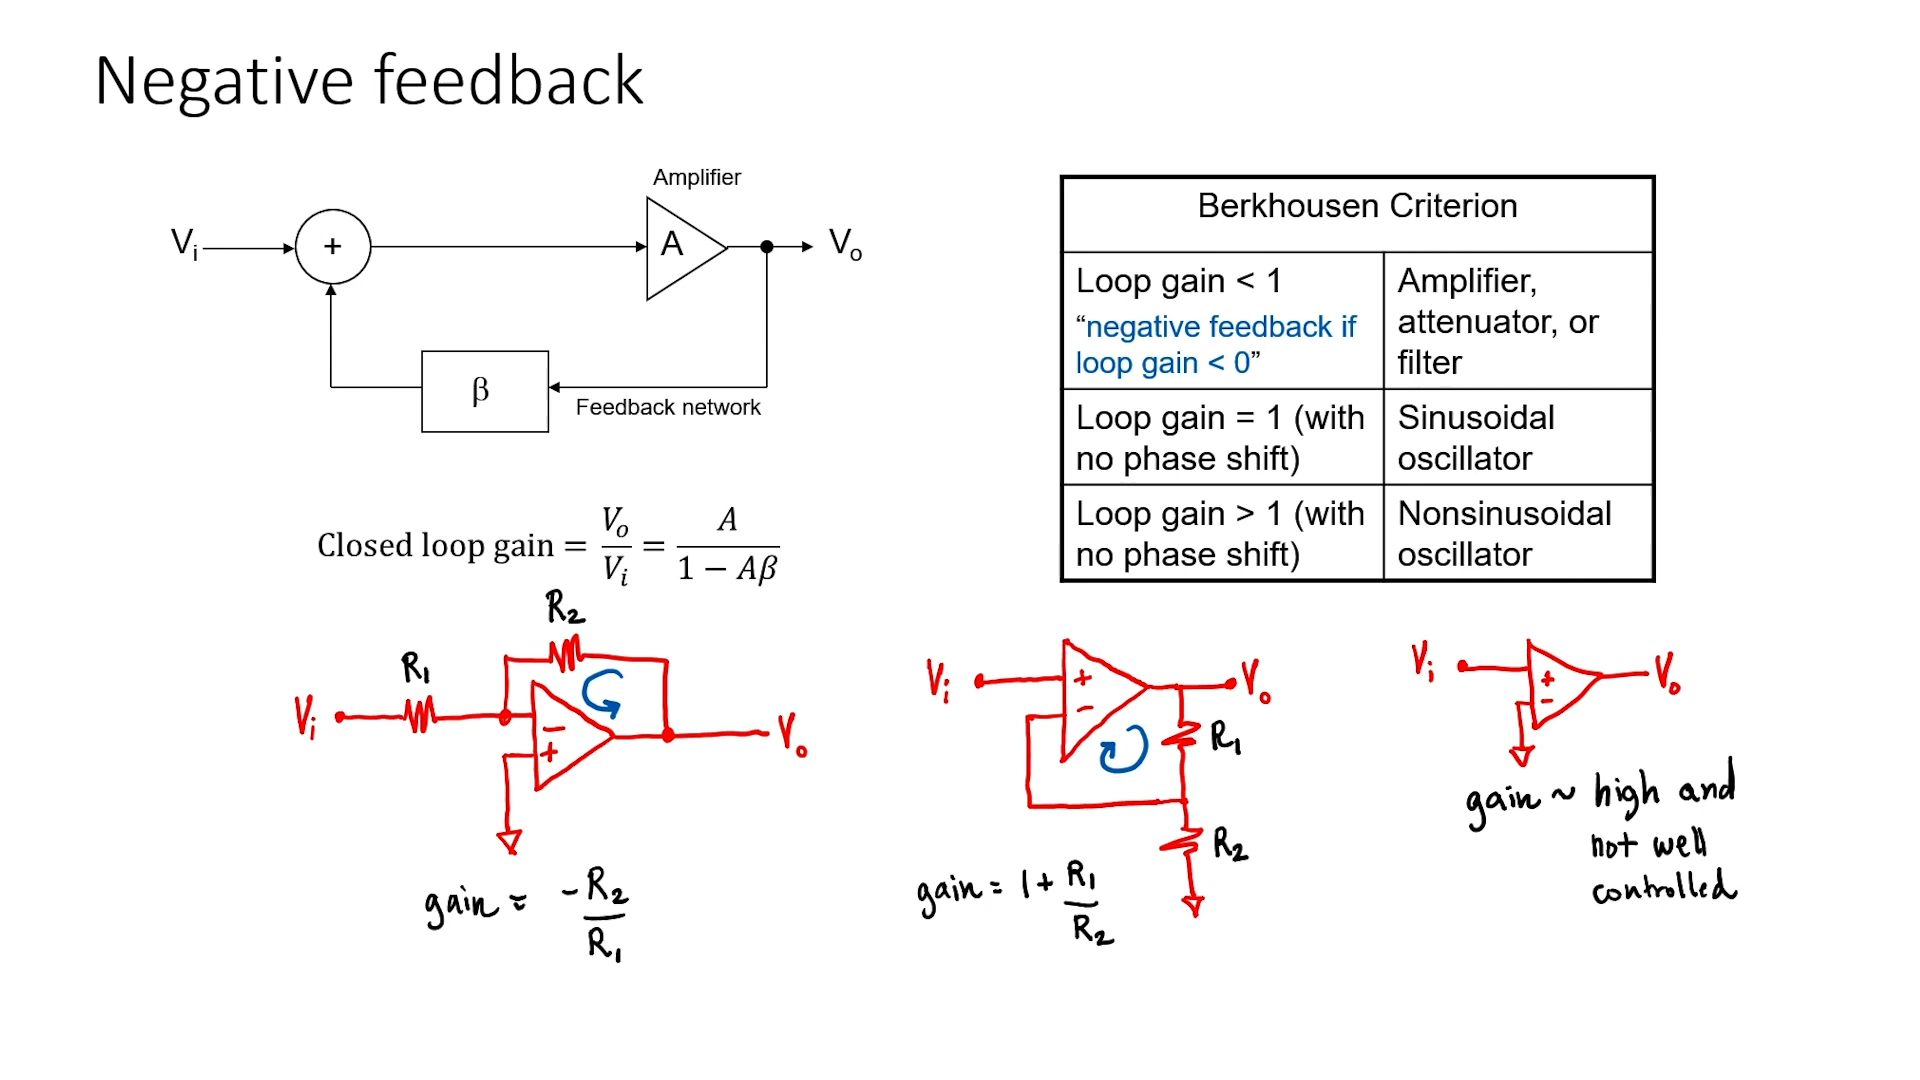 Negative feedback
Amplifier
Vi
+
A
Vo
β
Feedback network
Closed loop gain = Vo/Vi = A/(1 − Aβ)
Berkhousen Criterion
Loop gain < 1
“negative feedback if
loop gain < 0”
Amplifier,
attenuator, or
filter
Loop gain = 1 (with
no phase shift)
Sinusoidal
oscillator
Loop gain > 1 (with
no phase shift)
Nonsinusoidal
oscillator
R2
R1
Vi
−
+
Vo
gain = -R2/R1
Vi
+
-
Vo
R1
R2
gain = 1 + R1/R2
Vi
+
-
Vo
gain ~ high and
not well
controlled